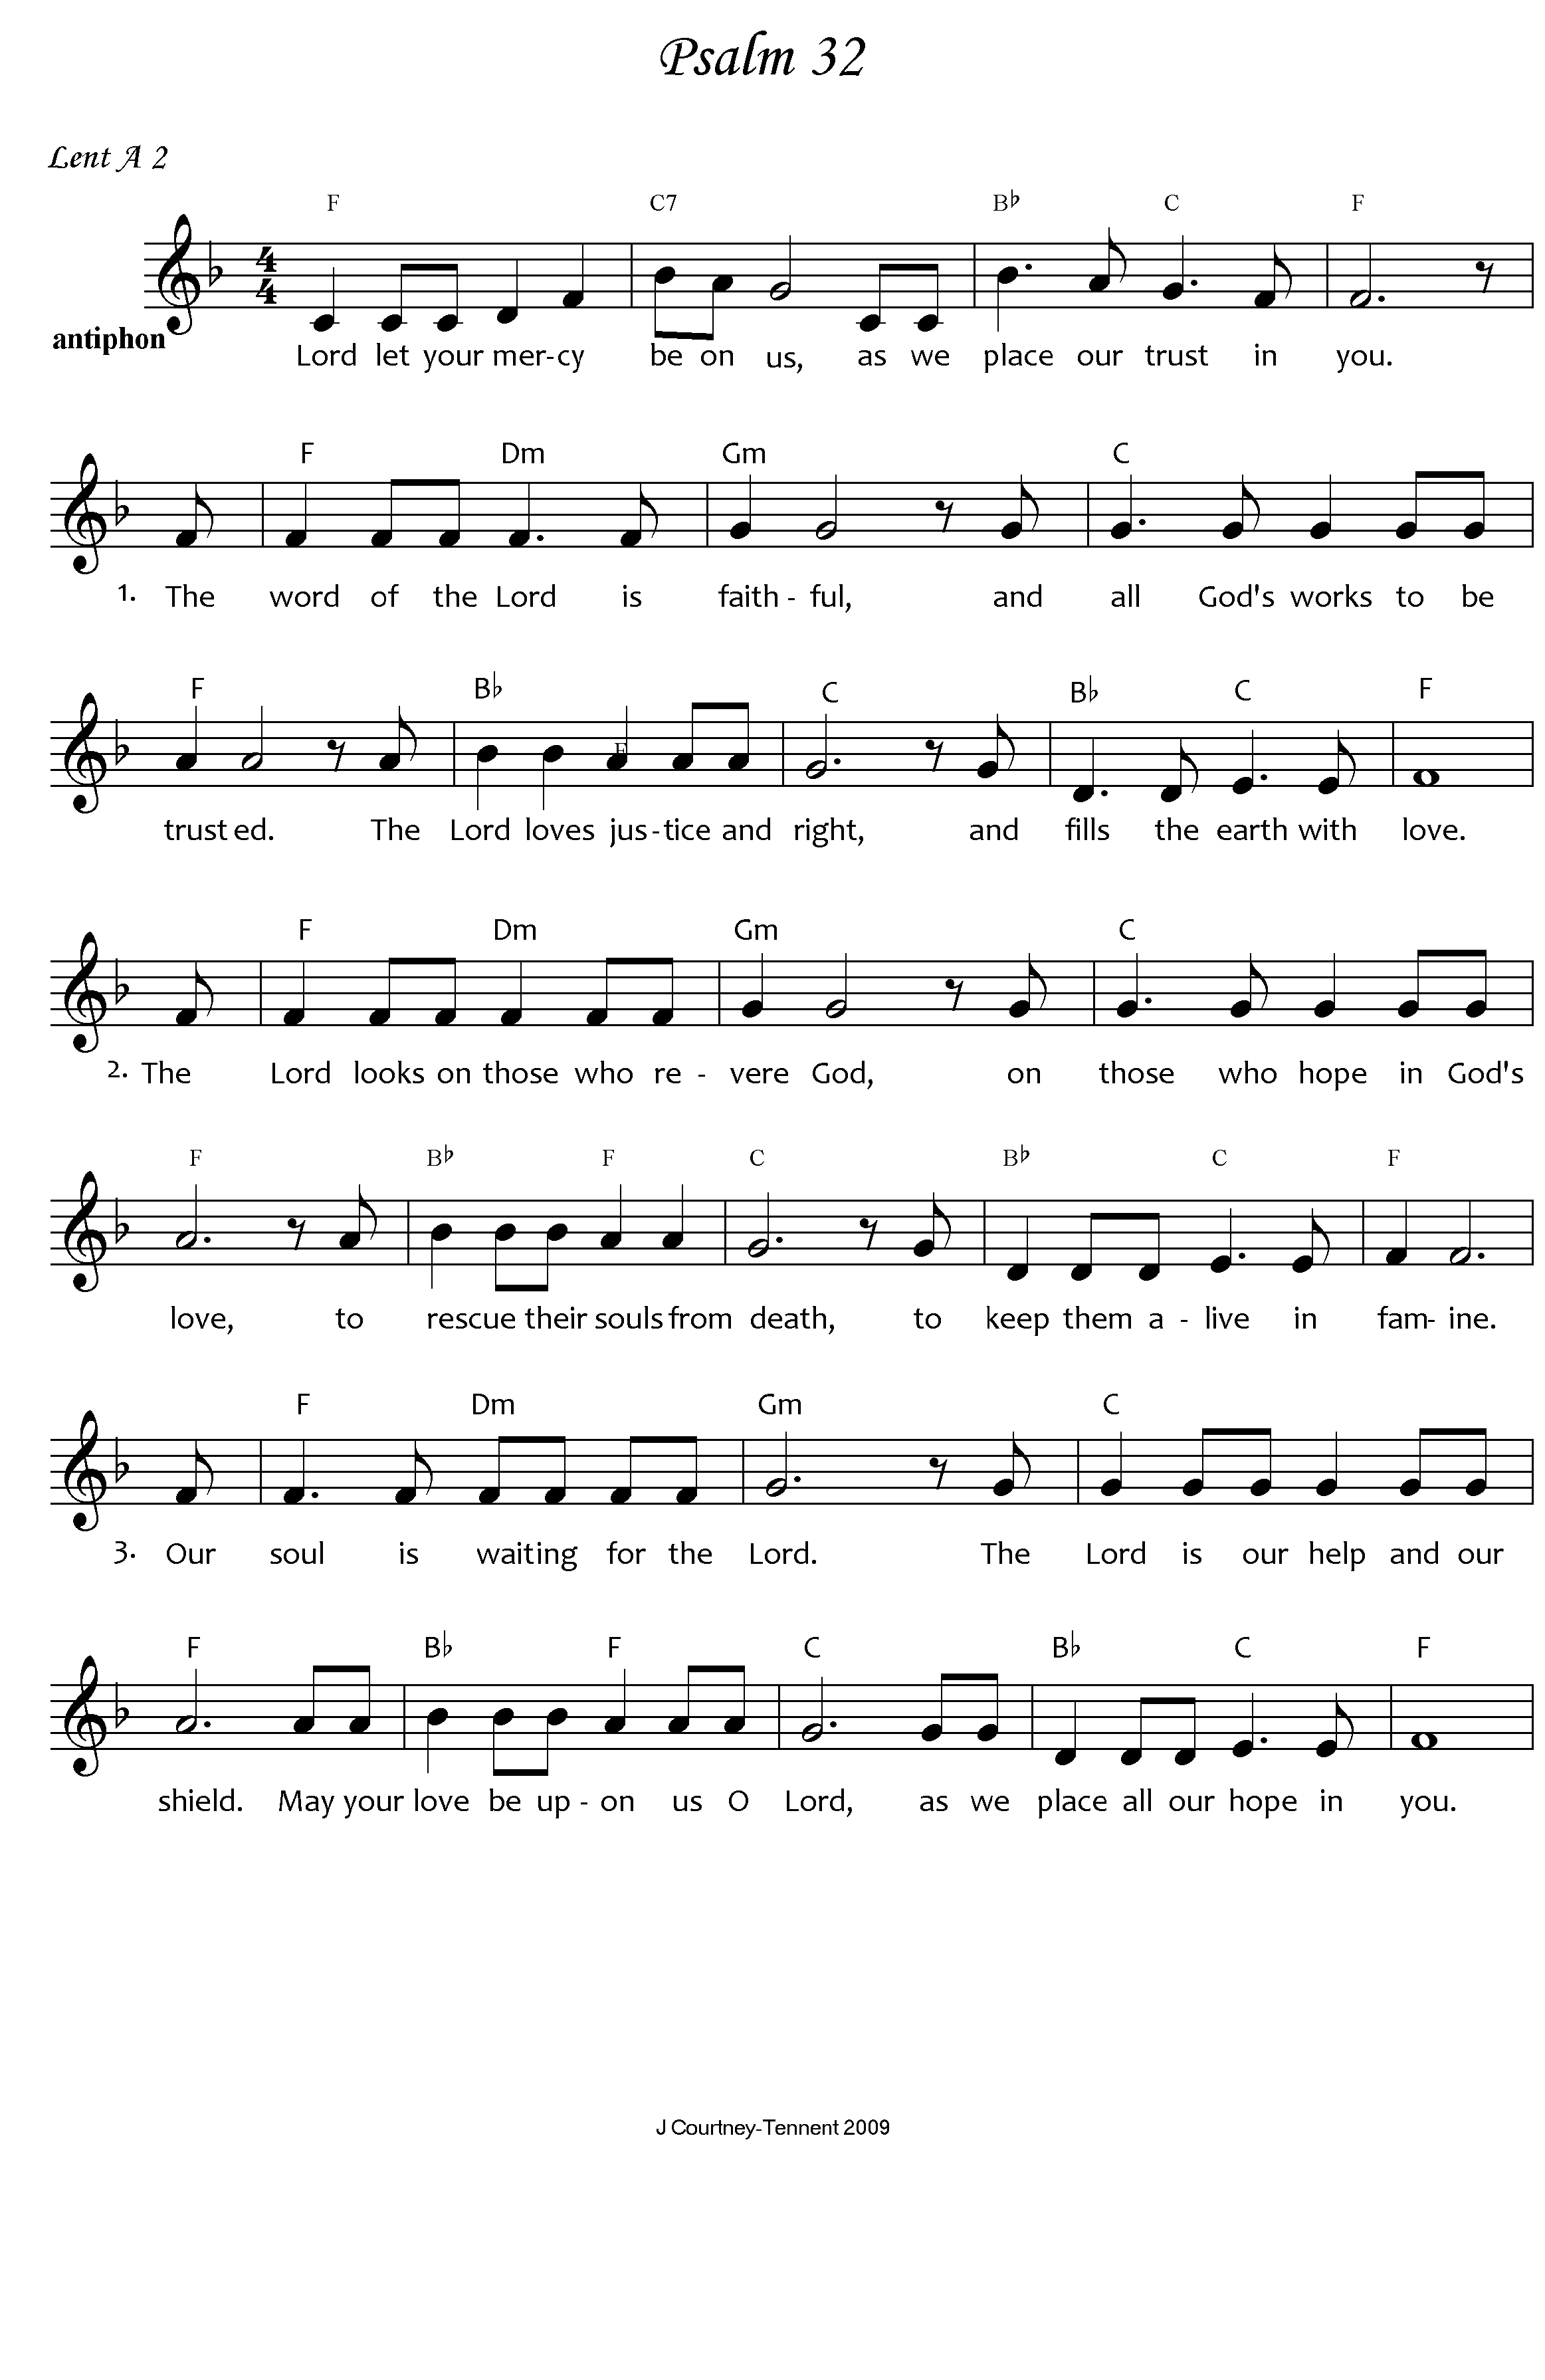 Psalm 32
Lent A 2
F C7 B♭ C F
4
4
antiphon
Lord let your mer-cy be on us, as we place our trust in you.
F Dm Gm C
1. The word of the Lord is faith - ful, and all God's works to be
F B♭ F C B♭ C F
trust ed. The Lord loves jus-tice and right, and fills the earth with love.
F Dm Gm C
2. The Lord looks on those who re - vere God, on those who hope in God's
F B♭ F C B♭ C F
love, to rescue their souls from death, to keep them a - live in fam- ine.
F Dm Gm C
3. Our soul is waiting for the Lord. The Lord is our help and our
F B♭ F C B♭ C F
shield. May your love be up - on us O Lord, as we place all our hope in you.
J Courtney-Tennent 2009